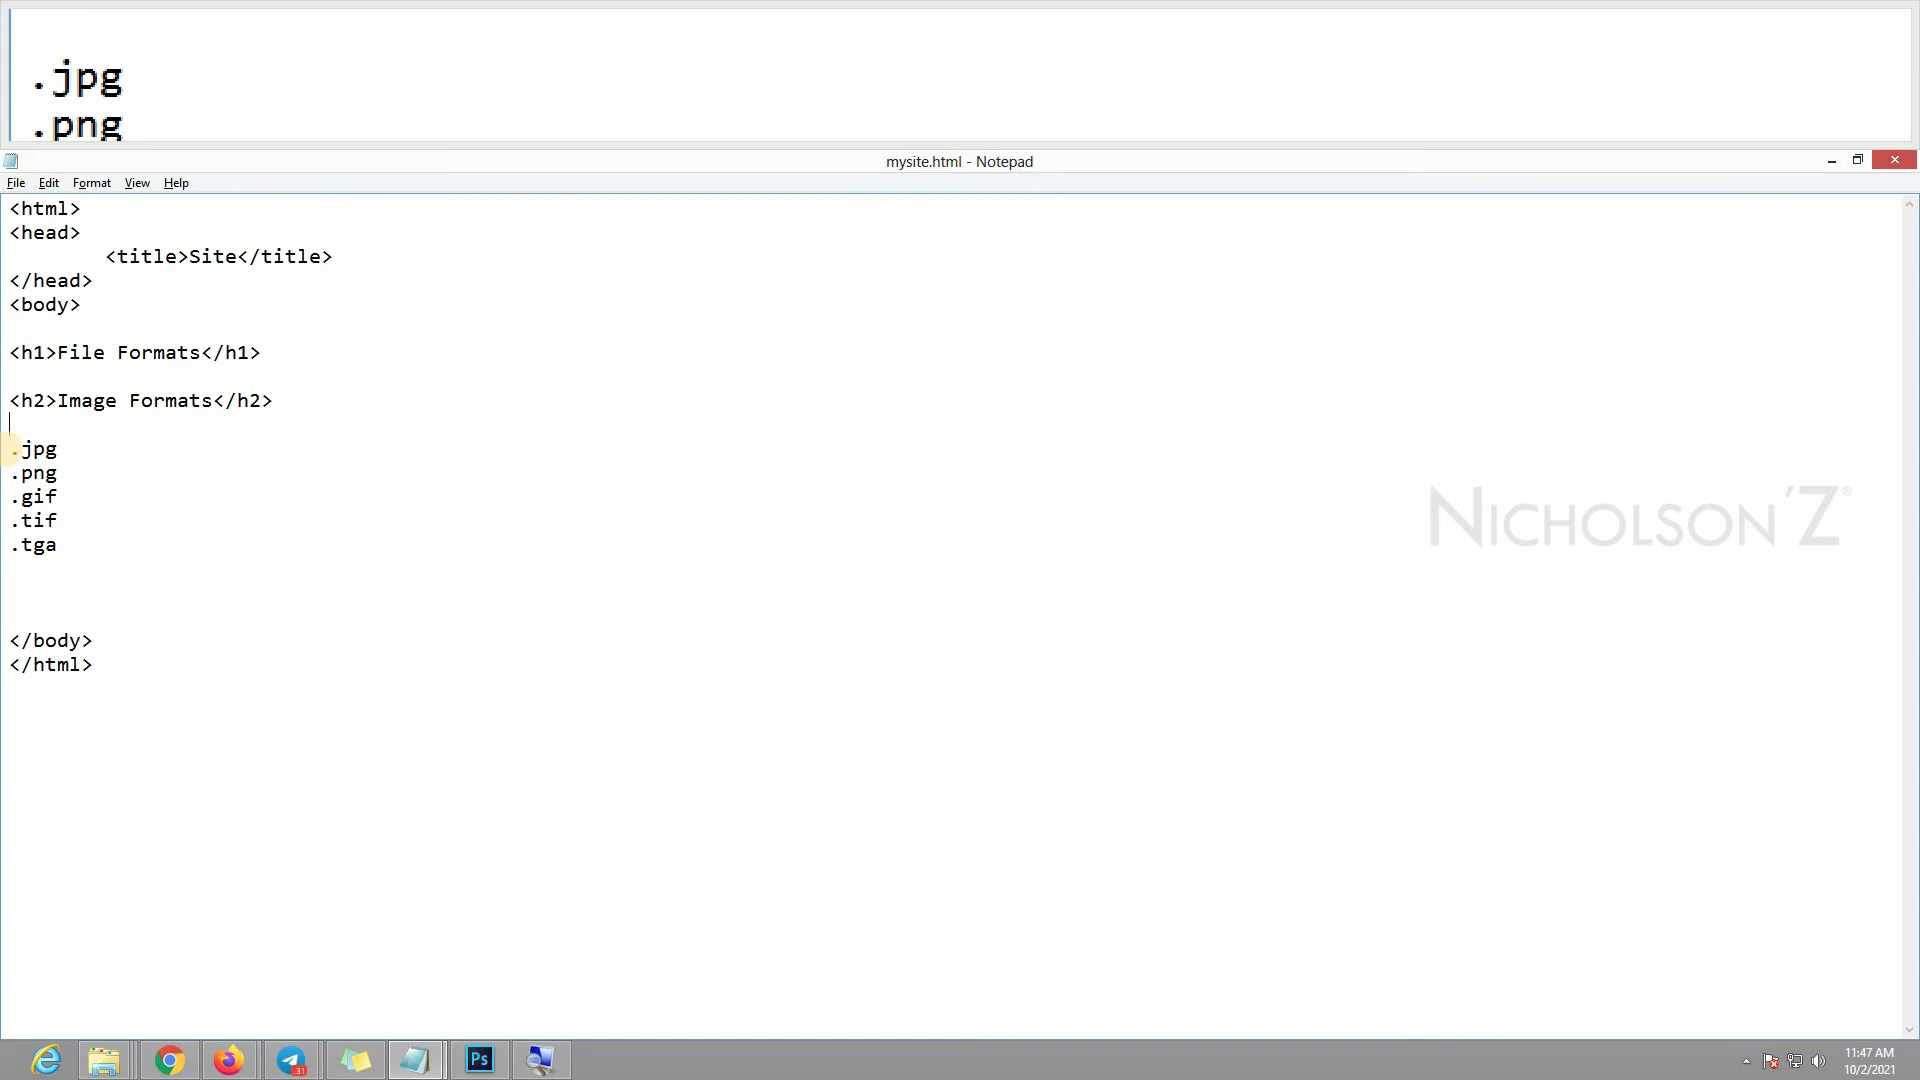 .jpg
.png
mysite.html - Notepad
File Edit Format View Help
<html>
<head>
<title>Site</title>
</head>
<body>
<h1>File Formats</h1>
<h2>Image Formats</h2>
.jpg
.png
.gif
.tif
.tga
</body>
</html>
NICHOLSON'Z®
31
Ps
11:47 AM
10/2/2021